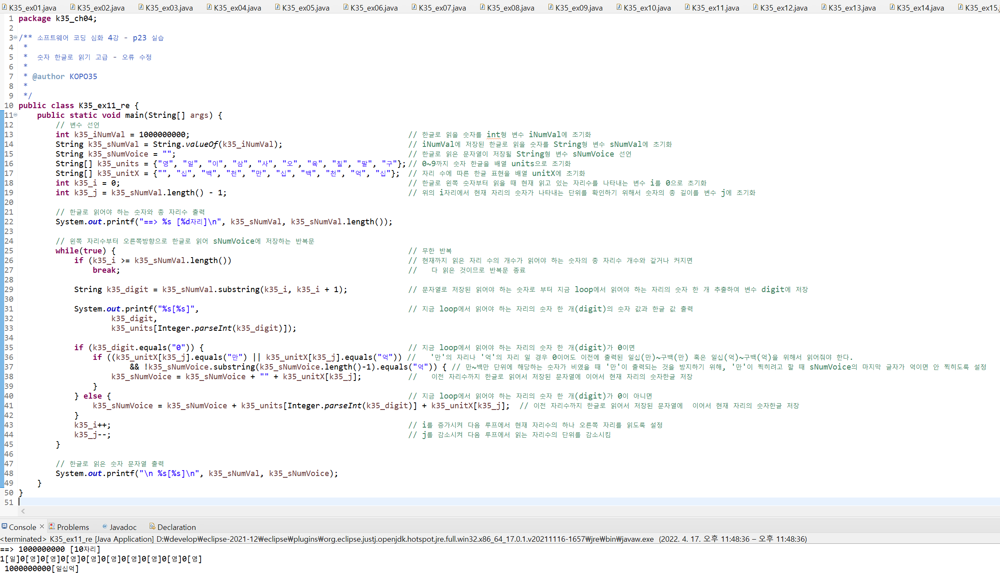 K35_ex01.java K35_ex02.java K35_ex03.java K35_ex04.java K35_ex05.java K35_ex06.java K35_ex07.java K35_ex08.java K35_ex09.java K35_ex10.java K35_ex11.java K35_ex12.java K35_ex13.java K35_ex14.java K35_ex15.j
1 package k35_ch04;
2
3 /** 소프트웨어 코딩 심화 4강 - p23 실습
4 *
5 * 숫자 한글로 읽기 고급 - 오류 수정
6 *
7 * @author KOPO35
8 *
9 */
10 public class K35_ex11_re {
11 public static void main(String[] args) {
12 // 변수 선언
13 int k35_iNumVal = 1000000000; // 한글로 읽을 숫자를 int형 변수 iNumVal에 초기화
14 String k35_sNumVal = String.valueOf(k35_iNumVal); // iNumVal에 저장된 한글로 읽을 숫자를 String형 변수 sNumVal에 초기화
15 String k35_sNumVoice = ""; // 한글로 읽은 문자열이 저장될 String형 변수 sNumVoice 선언
16 String[] k35_units = {"영", "일", "이", "삼", "사", "오", "육", "칠", "팔", "구"}; // 0~9까지 숫자 한글을 배열 units으로 초기화
17 String[] k35_unitX = {"", "십", "백", "천", "만", "십", "백", "천", "억", "십"}; // 자리 수에 따른 한글 표현을 배열 unitX에 초기화
18 int k35_i = 0; // 한글로 왼쪽 숫자부터 읽을 때 현재 읽고 있는 자리수를 나타내는 변수 i를 0으로 초기화
19 int k35_j = k35_sNumVal.length() - 1; // 위의 i자리에서 현재 자리의 숫자가 나타내는 단위를 확인하기 위해서 숫자의 총 길이를 변수 j에 초기화
20
21 // 한글로 읽어야 하는 숫자와 총 자리수 출력
22 System.out.printf("==> %s [%d자리]\n", k35_sNumVal, k35_sNumVal.length());
23
24 // 왼쪽 자리수부터 오른쪽방향으로 한글로 읽어 sNumVoice에 저장하는 반복문
25 while(true) { // 무한 반복
26 if (k35_i >= k35_sNumVal.length()) // 현재까지 읽은 자리 수의 개수가 읽어야 하는 숫자의 총 자리수 개수와 같거나 커지면
27 break; // 다 읽은 것이므로 반복문 종료
28
29 String k35_digit = k35_sNumVal.substring(k35_i, k35_i + 1); // 문자열로 저장된 읽어야 하는 숫자로 부터 지금 loop에서 읽어야 하는 자리의 숫자 한 개 추출하여 변수 digit에 저장
30
31 System.out.printf("%s[%s]", // 지금 loop에서 읽어야 하는 자리의 숫자 한 개(digit)의 숫자 값과 한글 값 출력
32 k35_digit,
33 k35_units[Integer.parseInt(k35_digit)]);
34
35 if (k35_digit.equals("0")) { // 지금 loop에서 읽어야 하는 자리의 숫자 한 개(digit)가 0이면
36 if ((k35_unitX[k35_j].equals("만") || k35_unitX[k35_j].equals("억")) // '만'의 자리나 '억'의 자리 일 경우 0이어도 이전에 출력된 일십(만)~구백(만) 혹은 일십(억)~구백(억)을 위해서 읽어줘야 한다.
37 && !k35_sNumVoice.substring(k35_sNumVoice.length()-1).equals("억")) { // 만~백만 단위에 해당하는 숫자가 비였을 때 '만'이 출력되는 것을 방지하기 위해, '만'이 찍히려고 할 때 sNumVoice의 마지막 글자가 억이면 안 찍히도록 설정
38 k35_sNumVoice = k35_sNumVoice + "" + k35_unitX[k35_j]; // 이전 자리수까지 한글로 읽어서 저장된 문자열에 이어서 현재 자리의 숫자한글 저장
39 }
40 } else { // 지금 loop에서 읽어야 하는 자리의 숫자 한 개(digit)가 0이 아니면
41 k35_sNumVoice = k35_sNumVoice + k35_units[Integer.parseInt(k35_digit)] + k35_unitX[k35_j]; // 이전 자리수까지 한글로 읽어서 저장된 문자열에 이어서 현재 자리의 숫자한글 저장
42 }
43 k35_i++; // i를 증가시켜 다음 루프에서 현재 자리수의 하나 오른쪽 자리를 읽도록 설정
44 k35_j--; // j를 감소시켜 다음 루프에서 읽는 자리수의 단위를 감소시킴
45 }
46
47 // 한글로 읽은 숫자 문자열 출력
48 System.out.printf("\n %s[%s]\n", k35_sNumVal, k35_sNumVoice);
49 }
50 }
51
Console Problems Javadoc Declaration
<terminated> K35_ex11_re [Java Application] D:₩develop₩eclipse-2021-12₩eclipse₩plugins₩org.eclipse.justj.openjdk.hotspot.jre.full.win32.x86_64_17.0.1.v20211116-1657₩jre₩bin₩javaw.exe (2022. 4. 17. 오후 11:48:36 – 오후 11:48:36)
==> 1000000000 [10자리]
1[일]0[영]0[영]0[영]0[영]0[영]0[영]0[영]0[영]0[영]
1000000000[일십억]